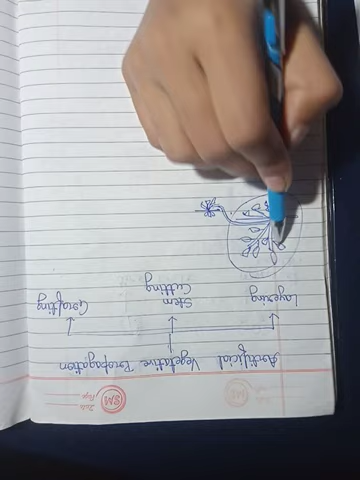 Artificial Vegetative Propagation
Layering
Stem
Cutting
Grafting